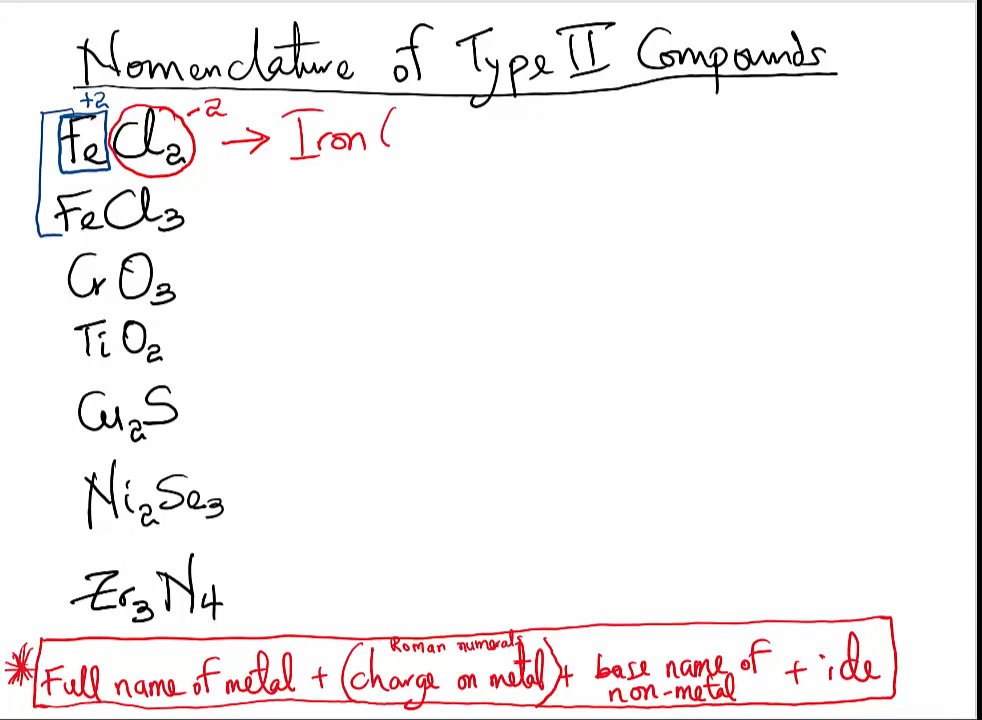 Nomenclature of Type II Compounds
+2 -2
FeCl2 → Iron (
FeCl3
CrO3
TiO2
Cu2S
Ni2Se3
Zr3N4
Roman numerals
* Full name of metal + (charge on metal) + base name of non-metal + ide